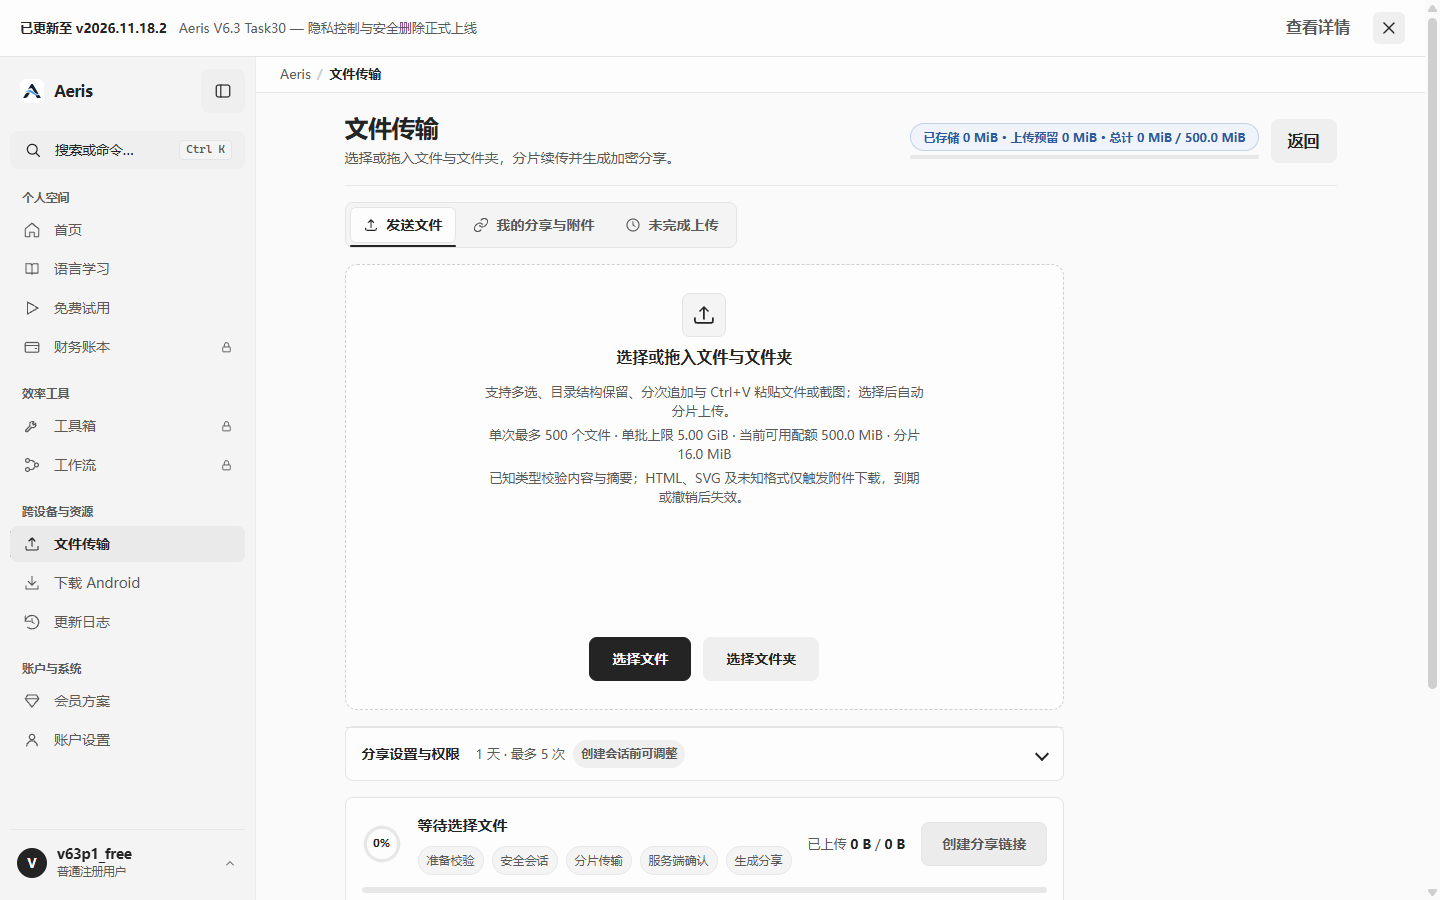 已更新至 v2026.11.18.2 Aeris V6.3 Task30 — 隐私控制与安全删除正式上线
查看详情
Aeris
搜索或命令... Ctrl K
个人空间
首页
语言学习
免费试用
财务账本
效率工具
工具箱
工作流
跨设备与资源
文件传输
下载 Android
更新日志
账户与系统
会员方案
账户设置
V
v63p1_free
普通注册用户
Aeris / 文件传输
文件传输
选择或拖入文件与文件夹，分片续传并生成加密分享。
已存储 0 MiB • 上传预留 0 MiB • 总计 0 MiB / 500.0 MiB
返回
发送文件 我的分享与附件 未完成上传
选择或拖入文件与文件夹
支持多选、目录结构保留、分次追加与 Ctrl+V 粘贴文件或截图；选择后自动
分片上传。
单次最多 500 个文件 · 单批上限 5.00 GiB · 当前可用配额 500.0 MiB · 分片
16.0 MiB
已知类型校验内容与摘要；HTML、SVG 及未知格式仅触发附件下载，到期
或撤销后失效。
选择文件 选择文件夹
分享设置与权限 1 天 · 最多 5 次 创建会话前可调整
0%
等待选择文件
准备校验 安全会话 分片传输 服务端确认 生成分享
已上传 0 B / 0 B
创建分享链接